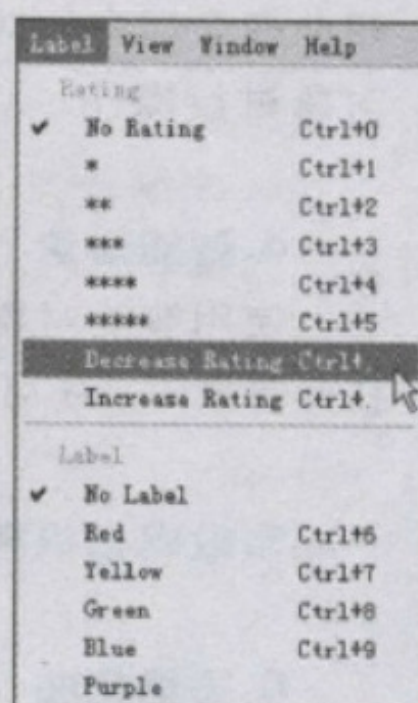 Label View Window Help
Rating
✔ No Rating Ctrl+0
* Ctrl+1
** Ctrl+2
*** Ctrl+3
**** Ctrl+4
***** Ctrl+5
Decrease Rating Ctrl+,
Increase Rating Ctrl+.
Label
✔ No Label
Red Ctrl+6
Yellow Ctrl+7
Green Ctrl+8
Blue Ctrl+9
Purple